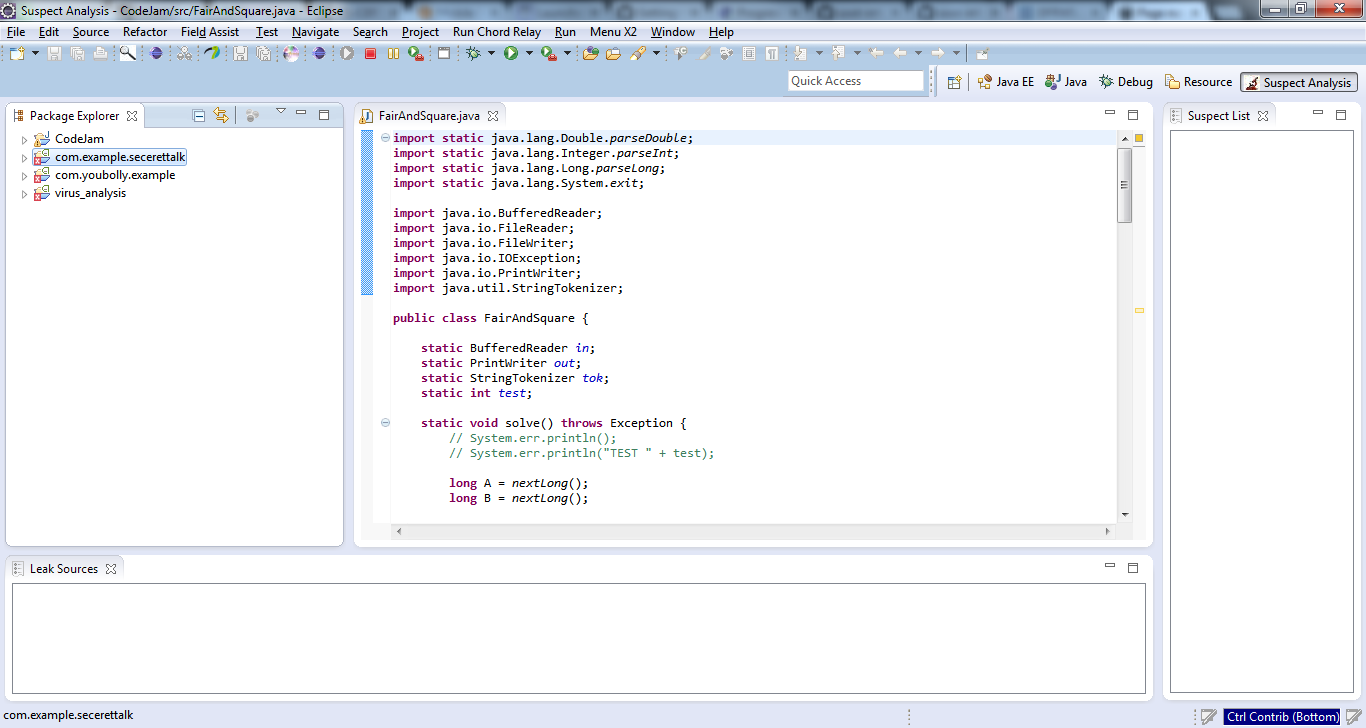 Suspect Analysis - CodeJam/src/FairAndSquare.java - Eclipse
File Edit Source Refactor Field Assist Test Navigate Search Project Run Chord Relay Run Menu X2 Window Help
Quick Access
Java EE Java Debug Resource Suspect Analysis
Package Explorer
CodeJam
com.example.secerettalk
com.youbolly.example
virus_analysis
FairAndSquare.java
import static java.lang.Double.parseDouble;
import static java.lang.Integer.parseInt;
import static java.lang.Long.parseLong;
import static java.lang.System.exit;
import java.io.BufferedReader;
import java.io.FileReader;
import java.io.FileWriter;
import java.io.IOException;
import java.io.PrintWriter;
import java.util.StringTokenizer;
public class FairAndSquare {
static BufferedReader in;
static PrintWriter out;
static StringTokenizer tok;
static int test;
static void solve() throws Exception {
// System.err.println();
// System.err.println("TEST " + test);
long A = nextLong();
long B = nextLong();
Suspect List
Leak Sources
com.example.secerettalk
Ctrl Contrib (Bottom)